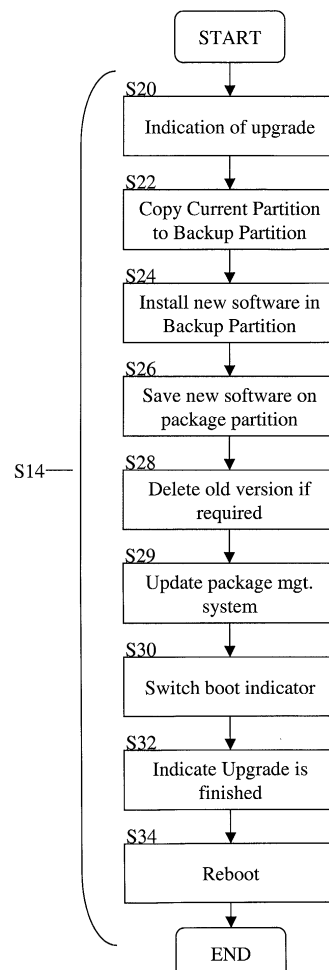 START
S20
Indication of upgrade
S22
Copy Current Partition
to Backup Partition
S24
Install new software in
Backup Partition
S26
Save new software on
package partition
S14
S28
Delete old version if
required
S29
Update package mgt.
system
S30
Switch boot indicator
S32
Indicate Upgrade is
finished
S34
Reboot
END